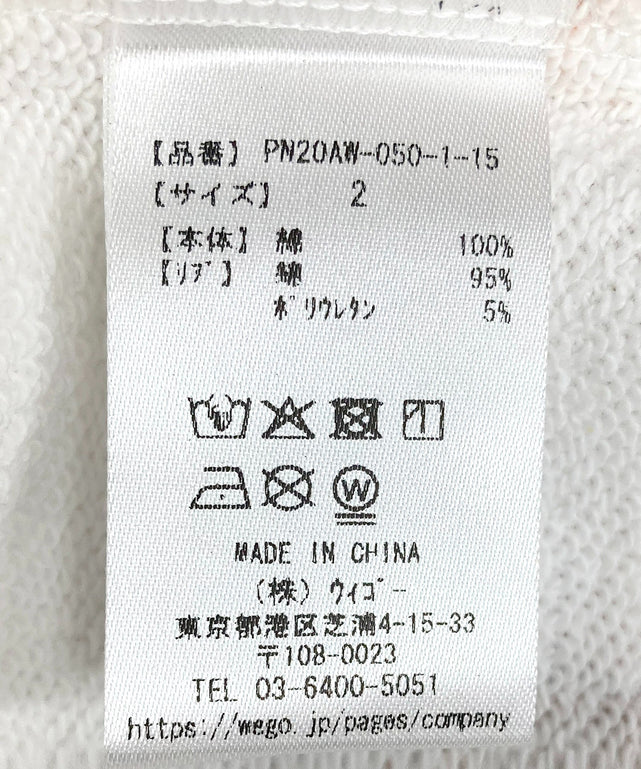 【品番】 PN20AW-050-1-15
【サイズ】 2
【本体】 綿 100%
【リブ】 綿 95%
ポリウレタン 5%
W
MADE IN CHINA
(株) ウィゴー
東京都港区芝浦4-15-33
〒108-0023
TEL 03-6400-5051
https://wego.jp/pages/company